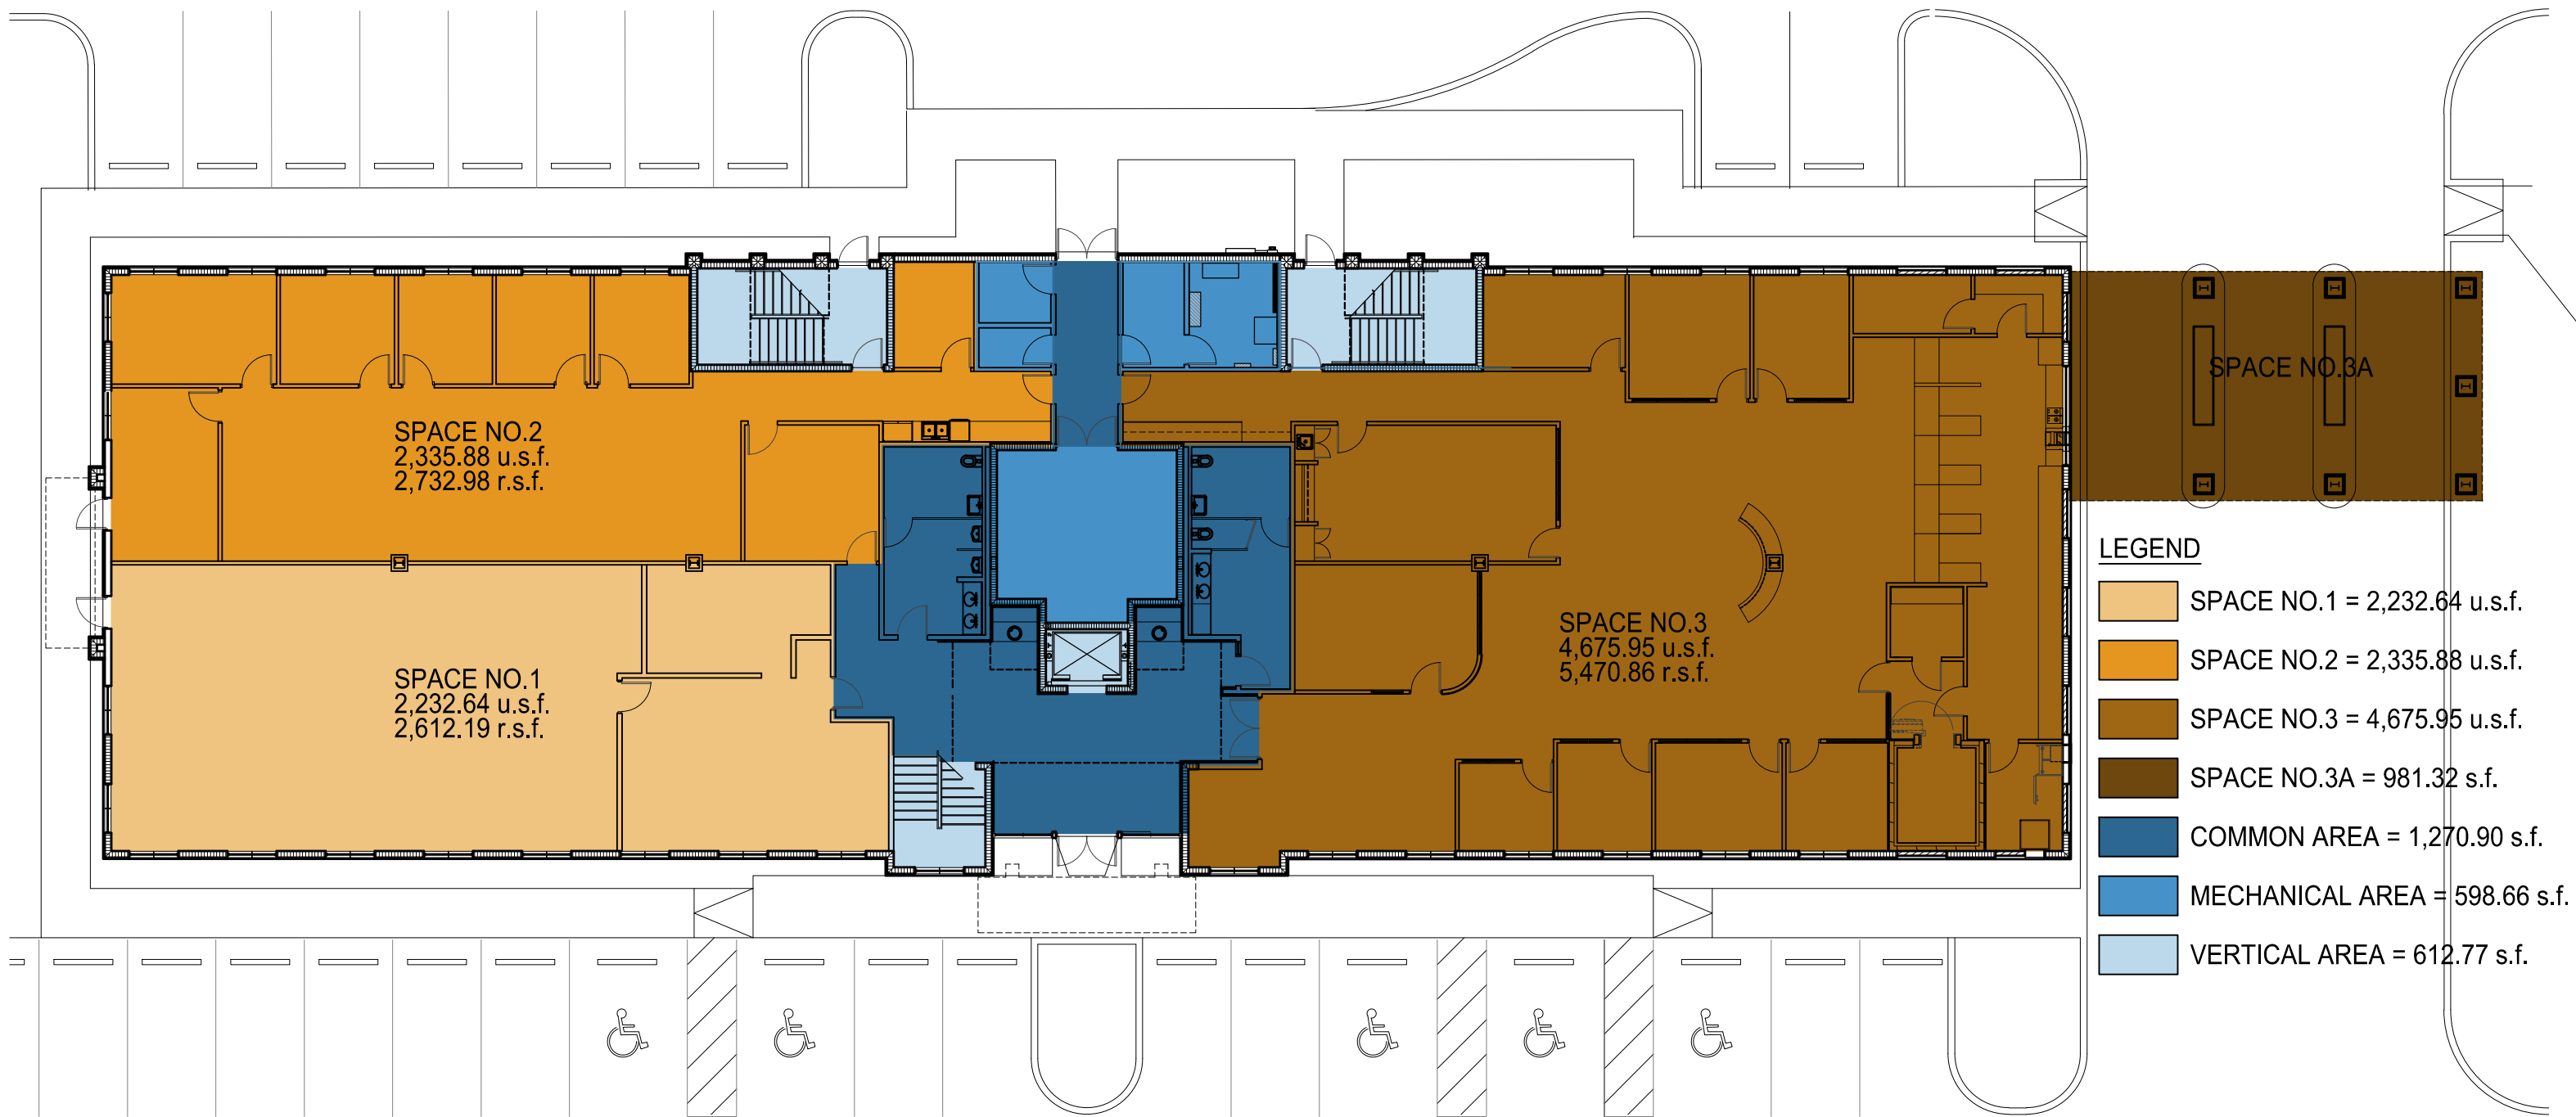 SPACE NO.2
2,335.88 u.s.f.
2,732.98 r.s.f.
SPACE NO.1
2,232.64 u.s.f.
2,612.19 r.s.f.
SPACE NO.3
4,675.95 u.s.f.
5,470.86 r.s.f.
SPACE NO.3A
LEGEND
SPACE NO.1 = 2,232.64 u.s.f.
SPACE NO.2 = 2,335.88 u.s.f.
SPACE NO.3 = 4,675.95 u.s.f.
SPACE NO.3A = 981.32 s.f.
COMMON AREA = 1,270.90 s.f.
MECHANICAL AREA = 598.66 s.f.
VERTICAL AREA = 612.77 s.f.